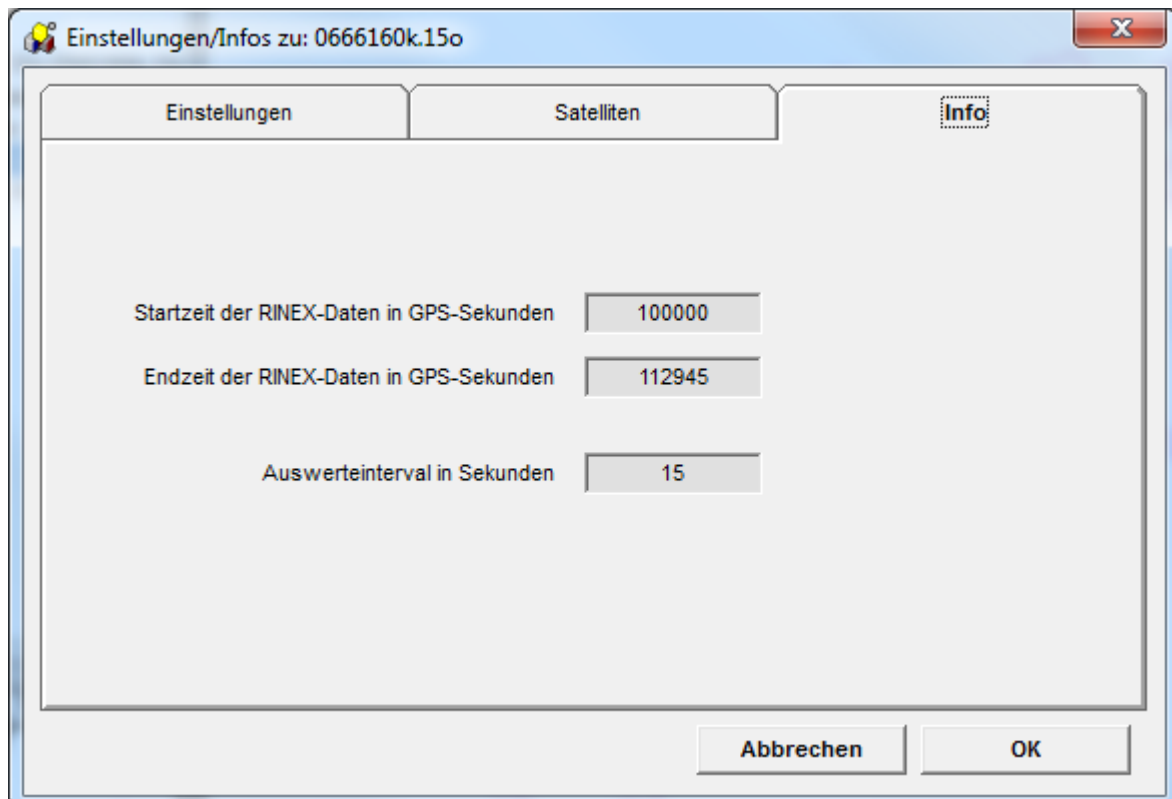 Einstellungen/Infos zu: 0666160k.15o
Einstellungen Satelliten Info
Startzeit der RINEX-Daten in GPS-Sekunden 100000
Endzeit der RINEX-Daten in GPS-Sekunden 112945
Auswerteinterval in Sekunden 15
Abbrechen OK